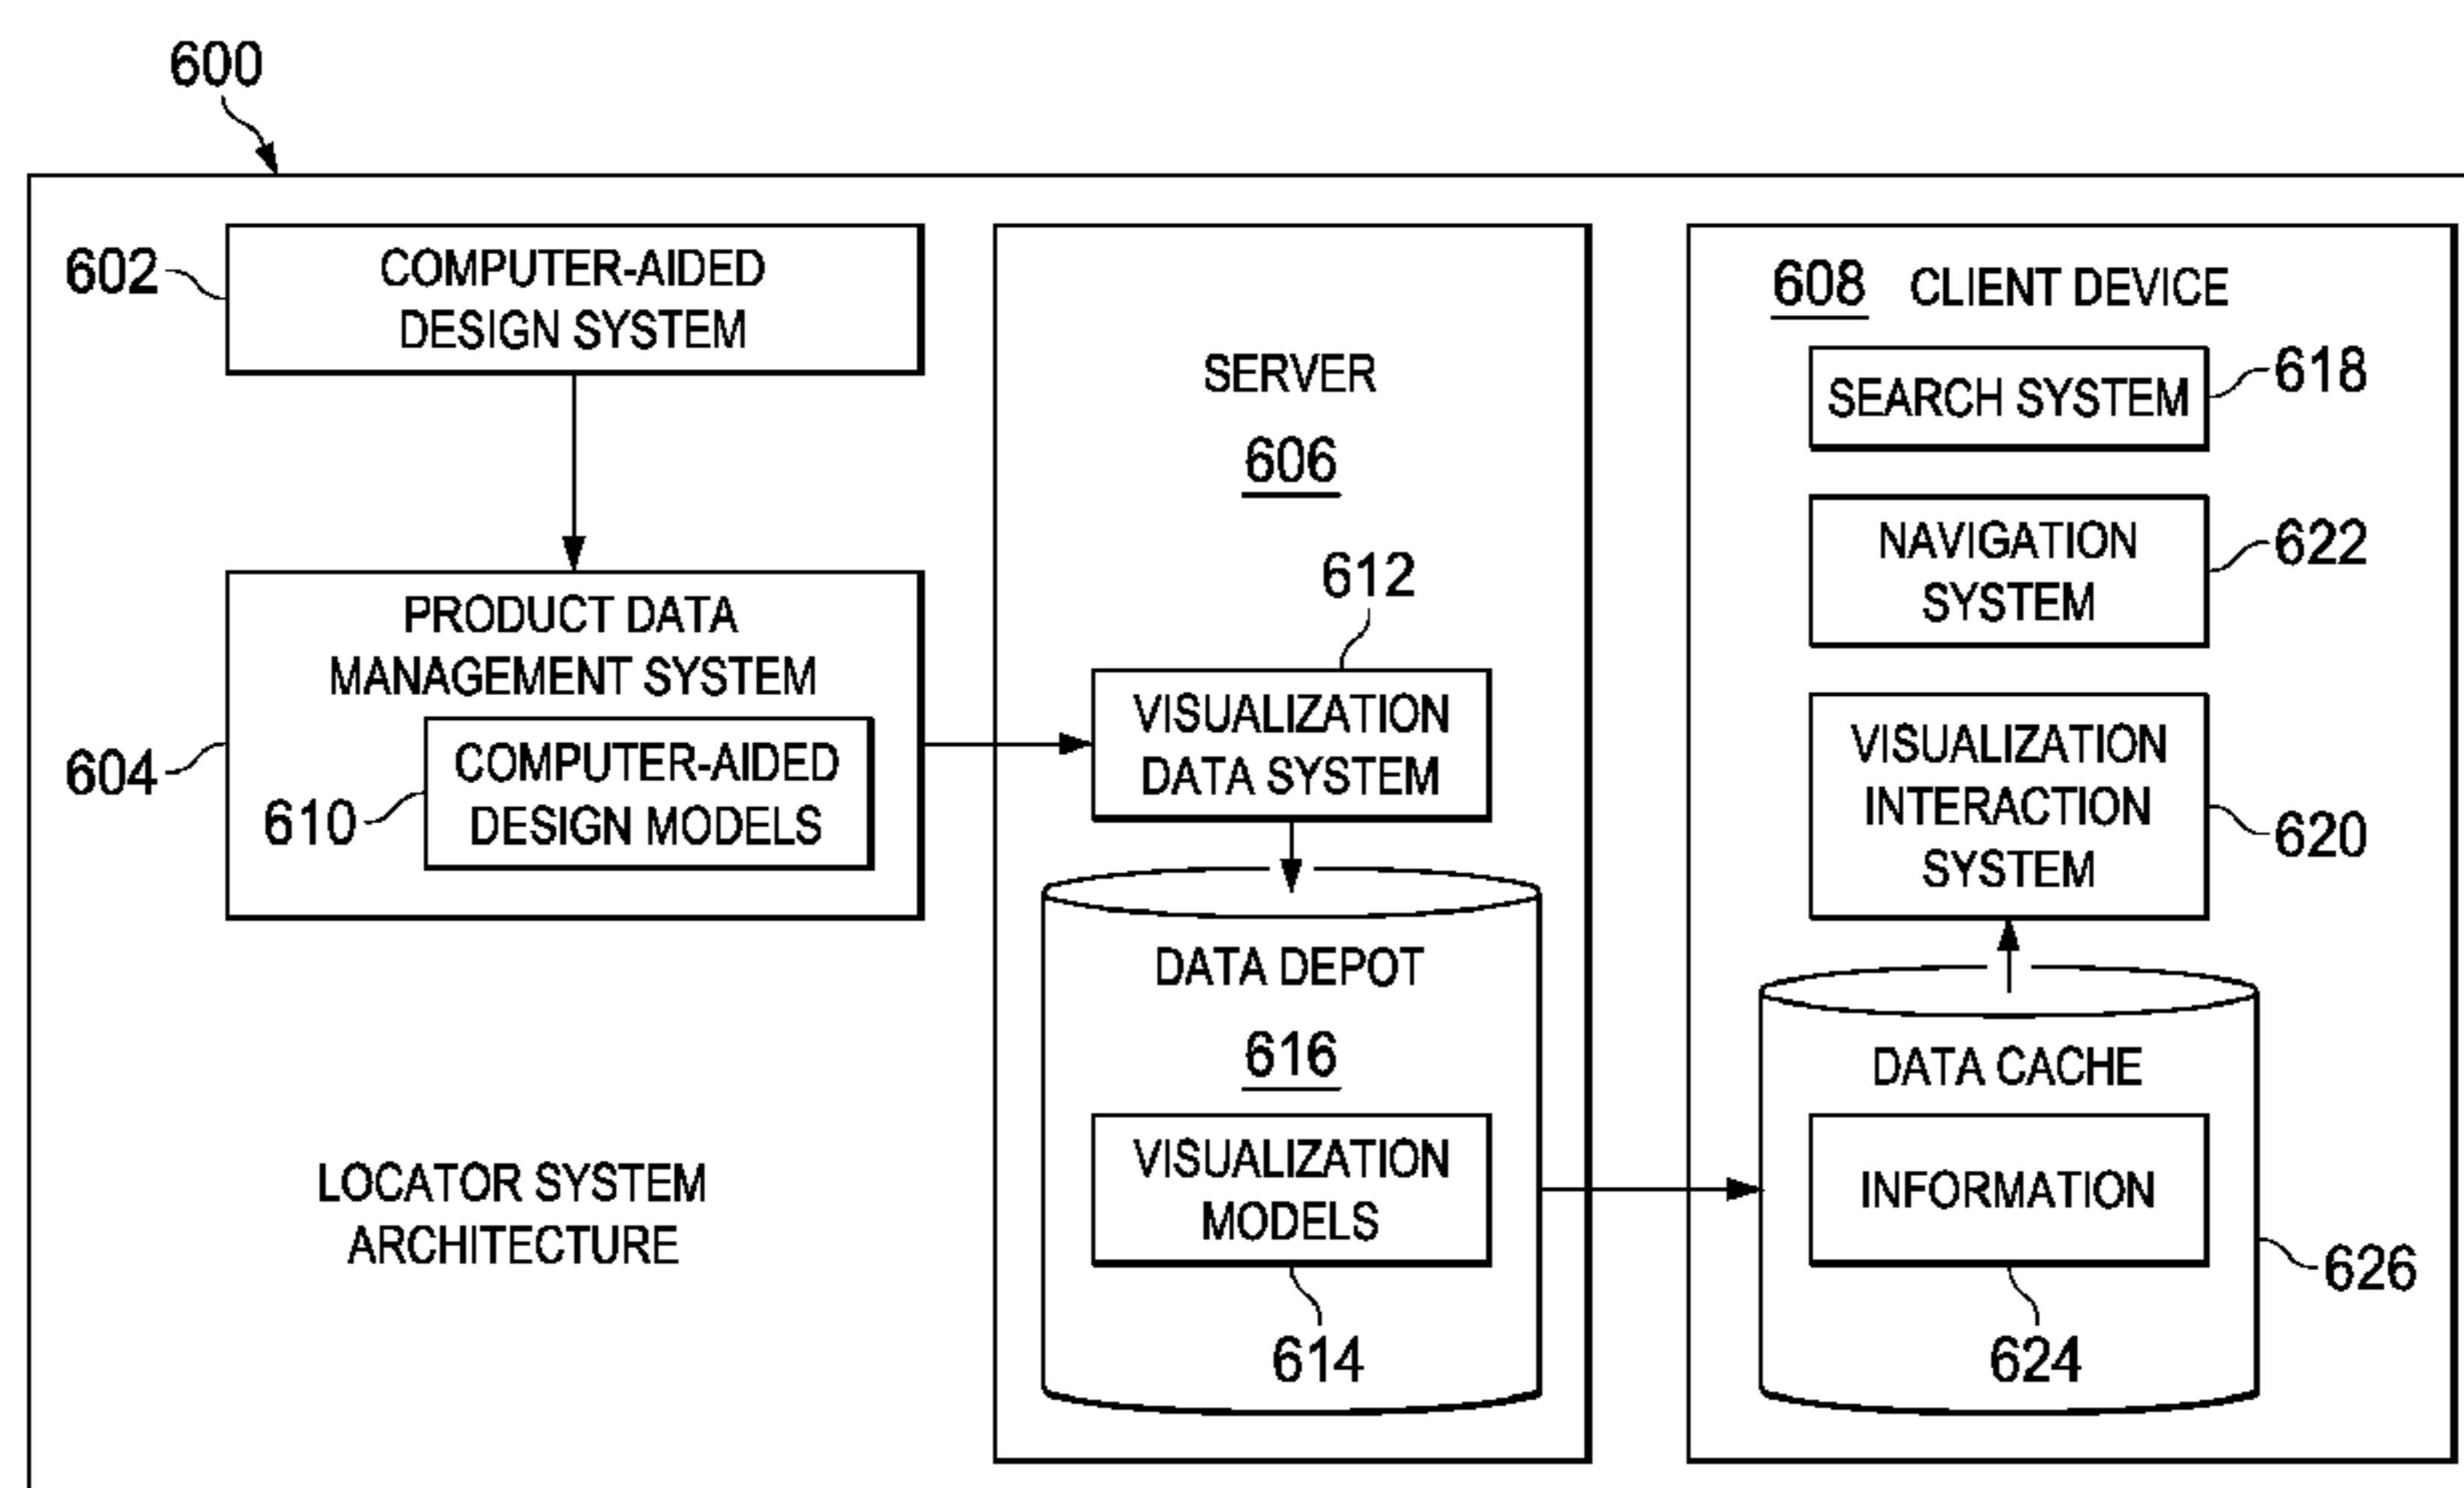 600
602
COMPUTER-AIDED
DESIGN SYSTEM
604
PRODUCT DATA
MANAGEMENT SYSTEM
610
COMPUTER-AIDED
DESIGN MODELS
LOCATOR SYSTEM
ARCHITECTURE
SERVER
606
612
VISUALIZATION
DATA SYSTEM
DATA DEPOT
616
VISUALIZATION
MODELS
614
608 CLIENT DEVICE
SEARCH SYSTEM
618
NAVIGATION
SYSTEM
622
VISUALIZATION
INTERACTION
SYSTEM
620
DATA CACHE
INFORMATION
624
626